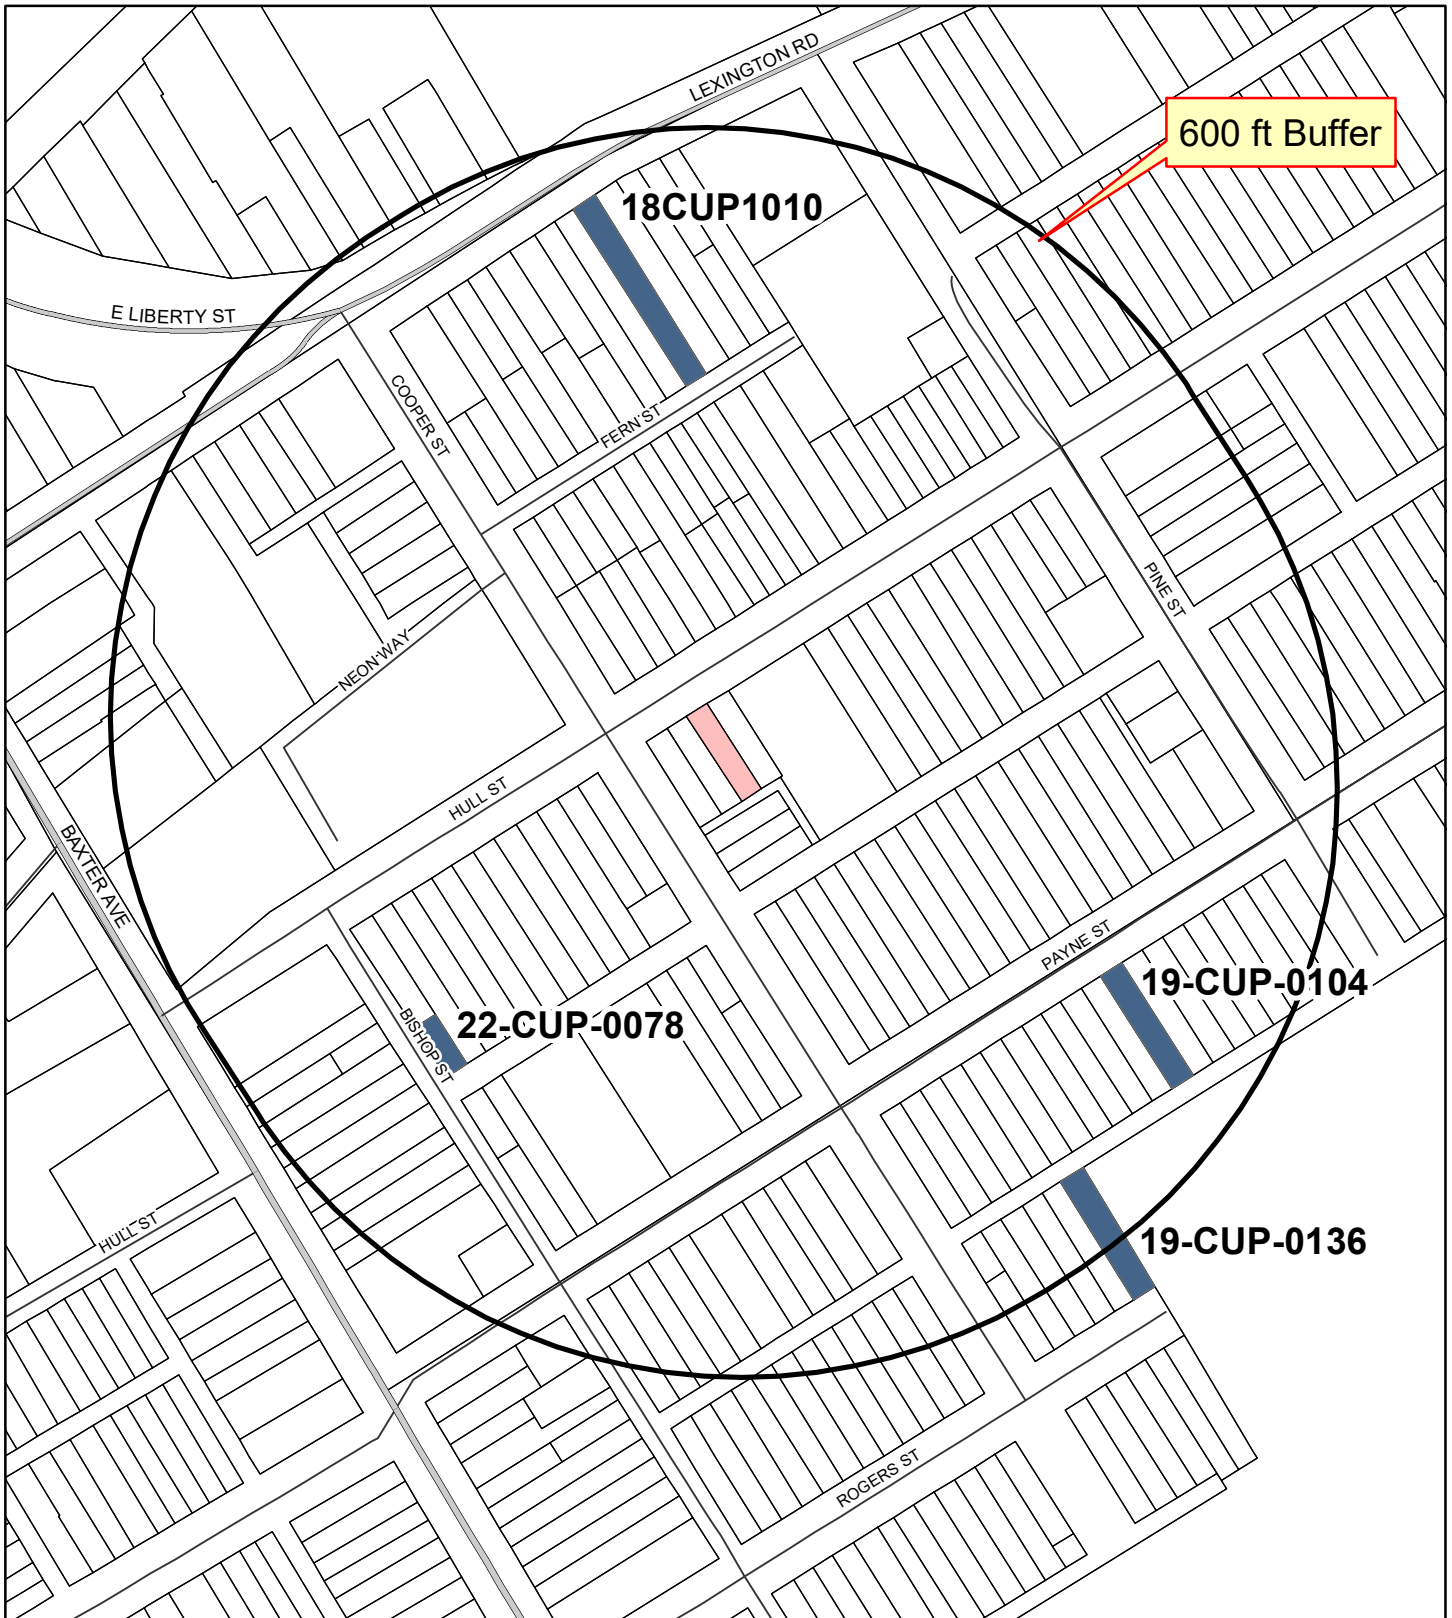 LEXINGTON RD
600 ft Buffer
18CUP1010
E LIBERTY ST
COOPER ST
FERN ST
PINE ST
NEON WAY
HULL ST
BAXTER AVE
PAYNE ST
19-CUP-0104
22-CUP-0078
BISHOP ST
HULL ST
19-CUP-0136
ROGERS ST